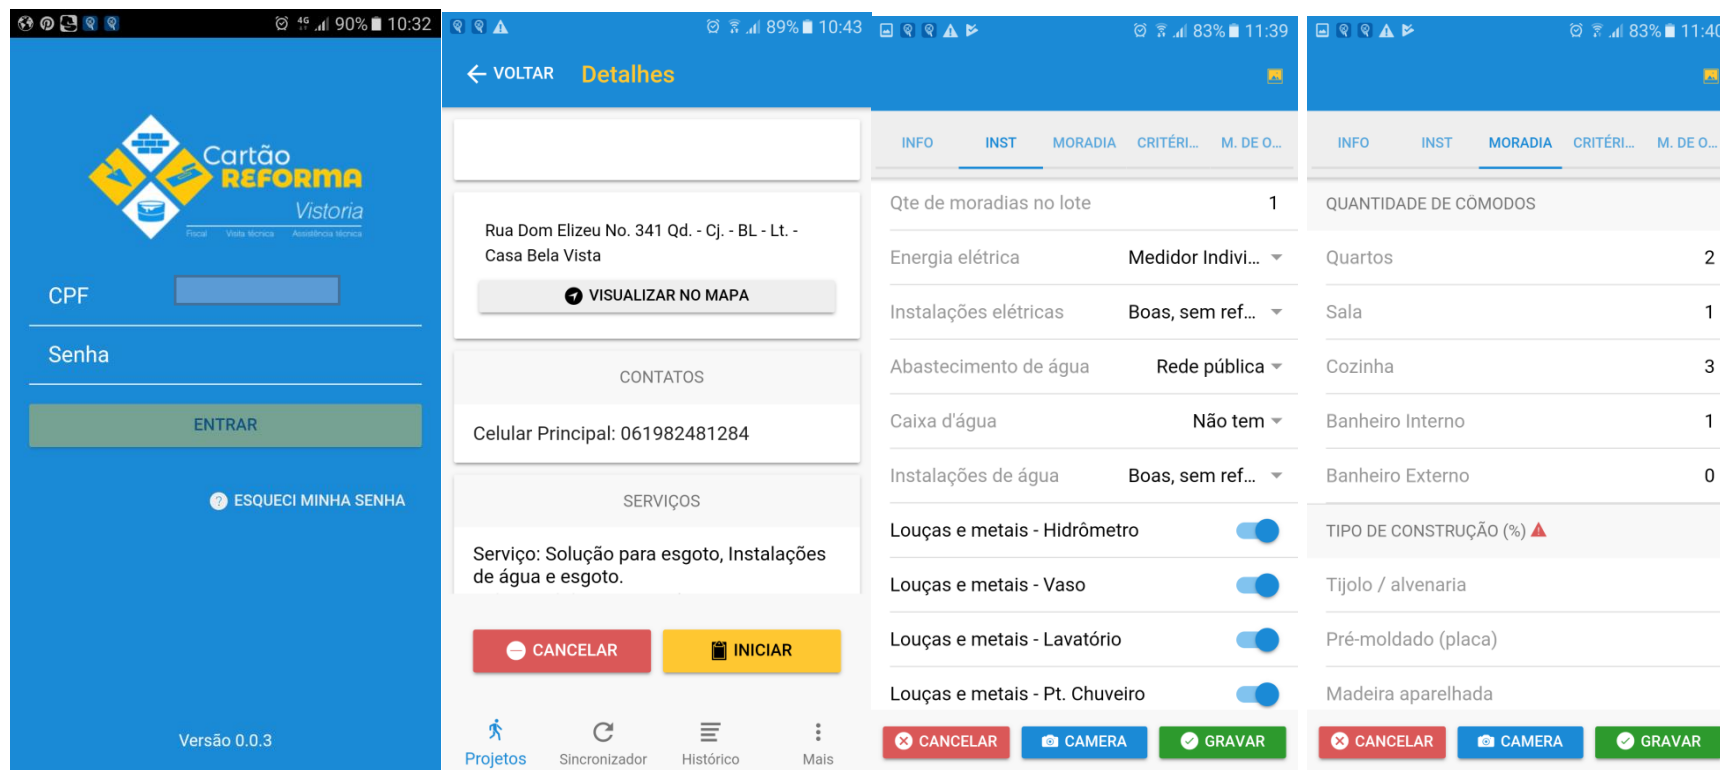 4G 90% 10:32
Cartão
REFORMA
Vistoria
Fiscal Visita técnica Assistência técnica
CPF
Senha
ENTRAR
? ESQUECI MINHA SENHA
Versão 0.0.3
89% 10:43
VOLTAR Detalhes
Rua Dom Elizeu No. 341 Qd. - Cj. - BL - Lt. -
Casa Bela Vista
VISUALIZAR NO MAPA
CONTATOS
Celular Principal: 061982481284
SERVIÇOS
Serviço: Solução para esgoto, Instalações
de água e esgoto.
CANCELAR INICIAR
Projetos Sincronizador Histórico Mais
83% 11:39
INFO INST MORADIA CRITÉRI... M. DE O...
Qte de moradias no lote 1
Energia elétrica Medidor Indivi...
Instalações elétricas Boas, sem ref...
Abastecimento de água Rede pública
Caixa d'água Não tem
Instalações de água Boas, sem ref...
Louças e metais - Hidrômetro
Louças e metais - Vaso
Louças e metais - Lavatório
Louças e metais - Pt. Chuveiro
CANCELAR CAMERA GRAVAR
83% 11:40
INFO INST MORADIA CRITÉRI... M. DE O...
QUANTIDADE DE CÔMODOS
Quartos 2
Sala 1
Cozinha 3
Banheiro Interno 1
Banheiro Externo 0
TIPO DE CONSTRUÇÃO (%)
Tijolo / alvenaria
Pré-moldado (placa)
Madeira aparelhada
CANCELAR CAMERA GRAVAR